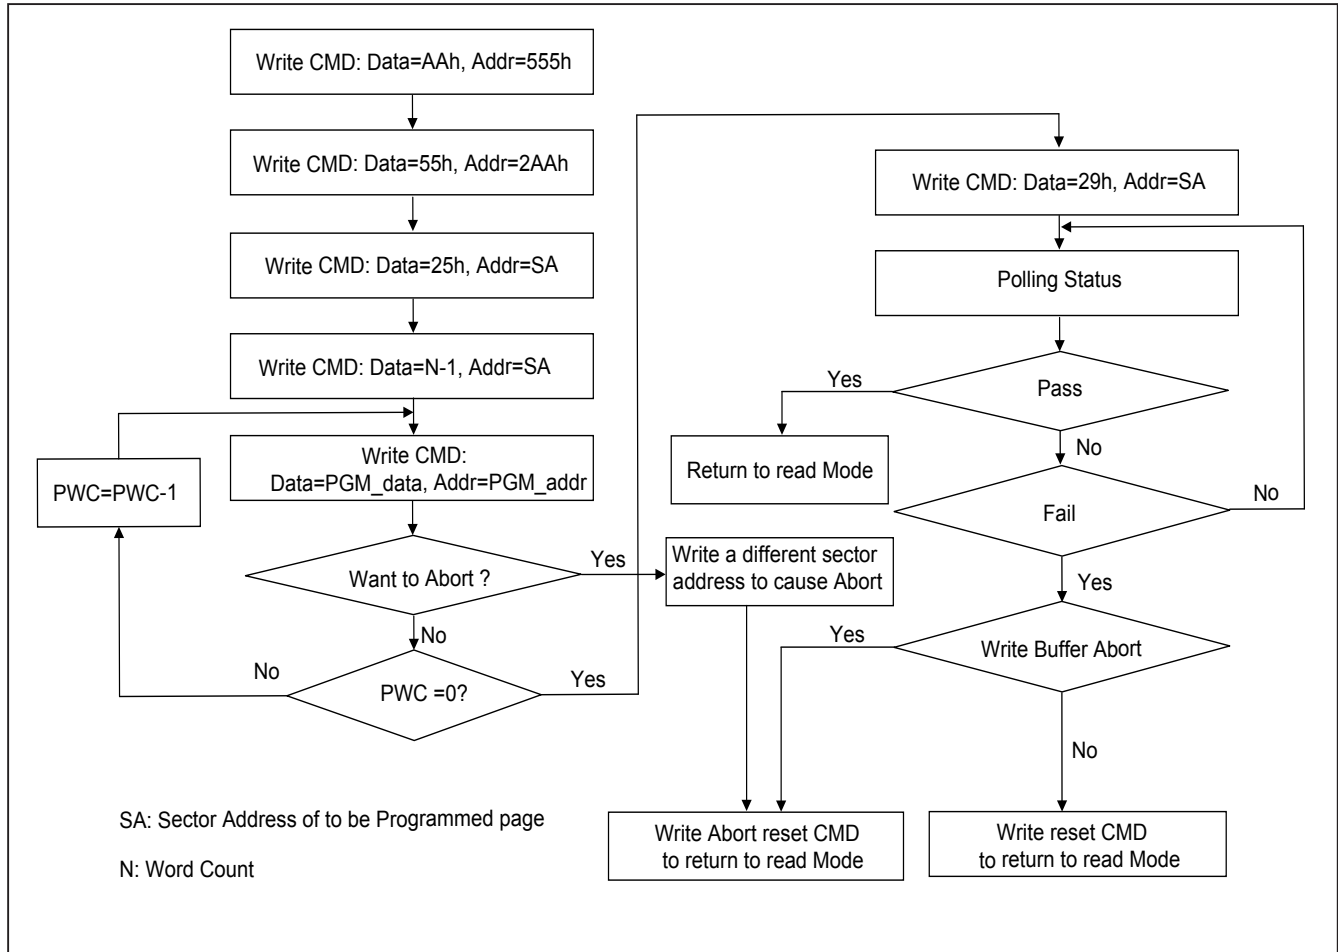 Write CMD: Data=AAh, Addr=555h
Write CMD: Data=55h, Addr=2AAh
Write CMD: Data=25h, Addr=SA
Write CMD: Data=N-1, Addr=SA
Write CMD:
Data=PGM_data, Addr=PGM_addr
PWC=PWC-1
Want to Abort ?
Yes
Write a different sector
address to cause Abort
No
PWC =0?
No
Yes
Write CMD: Data=29h, Addr=SA
Polling Status
Pass
Yes
Return to read Mode
No
Fail
No
Yes
Write Buffer Abort
Yes
No
Write Abort reset CMD
to return to read Mode
Write reset CMD
to return to read Mode
SA: Sector Address of to be Programmed page
N: Word Count